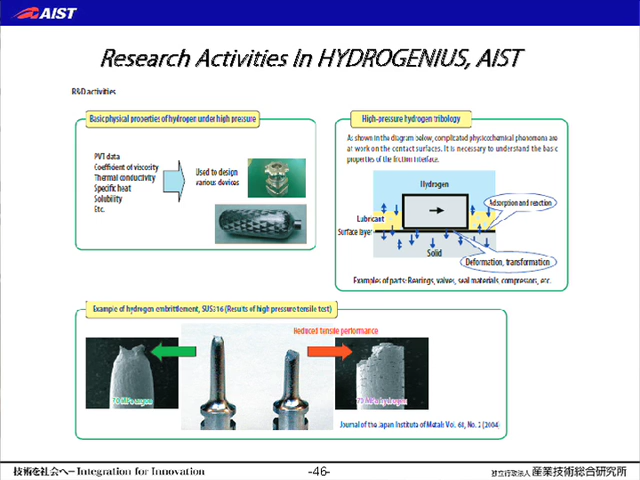 AIST
Research Activities In HYDROGENIUS, AIST
R&D activities
Basic physical properties of hydrogen under high pressure
PVT data
Coefficient of viscosity
Thermal conductivity
Specific heat
Solubility
Etc.
Used to design
various devices
High-pressure hydrogen tribology
As shown in the diagram below, complicated physicochemical phenomena are
at work on the contact surfaces. It is necessary to understand the basic
properties of the friction interface.
Hydrogen
Adsorption and reaction
Lubricant
Surface layer
Solid
Deformation, transformation
Examples of parts: Bearings, valves, seal materials, compressors, etc.
Example of hydrogen embrittlement, SUS316 (Results of high pressure tensile test)
Reduced tensile performance
70 MPa argon
70 MPa hydrogen
Journal of the Japan Institute of Metals Vol. 68, No. 2 (2004)
技術を社会へ－Integration for Innovation
-46-
独立行政法人 産業技術総合研究所